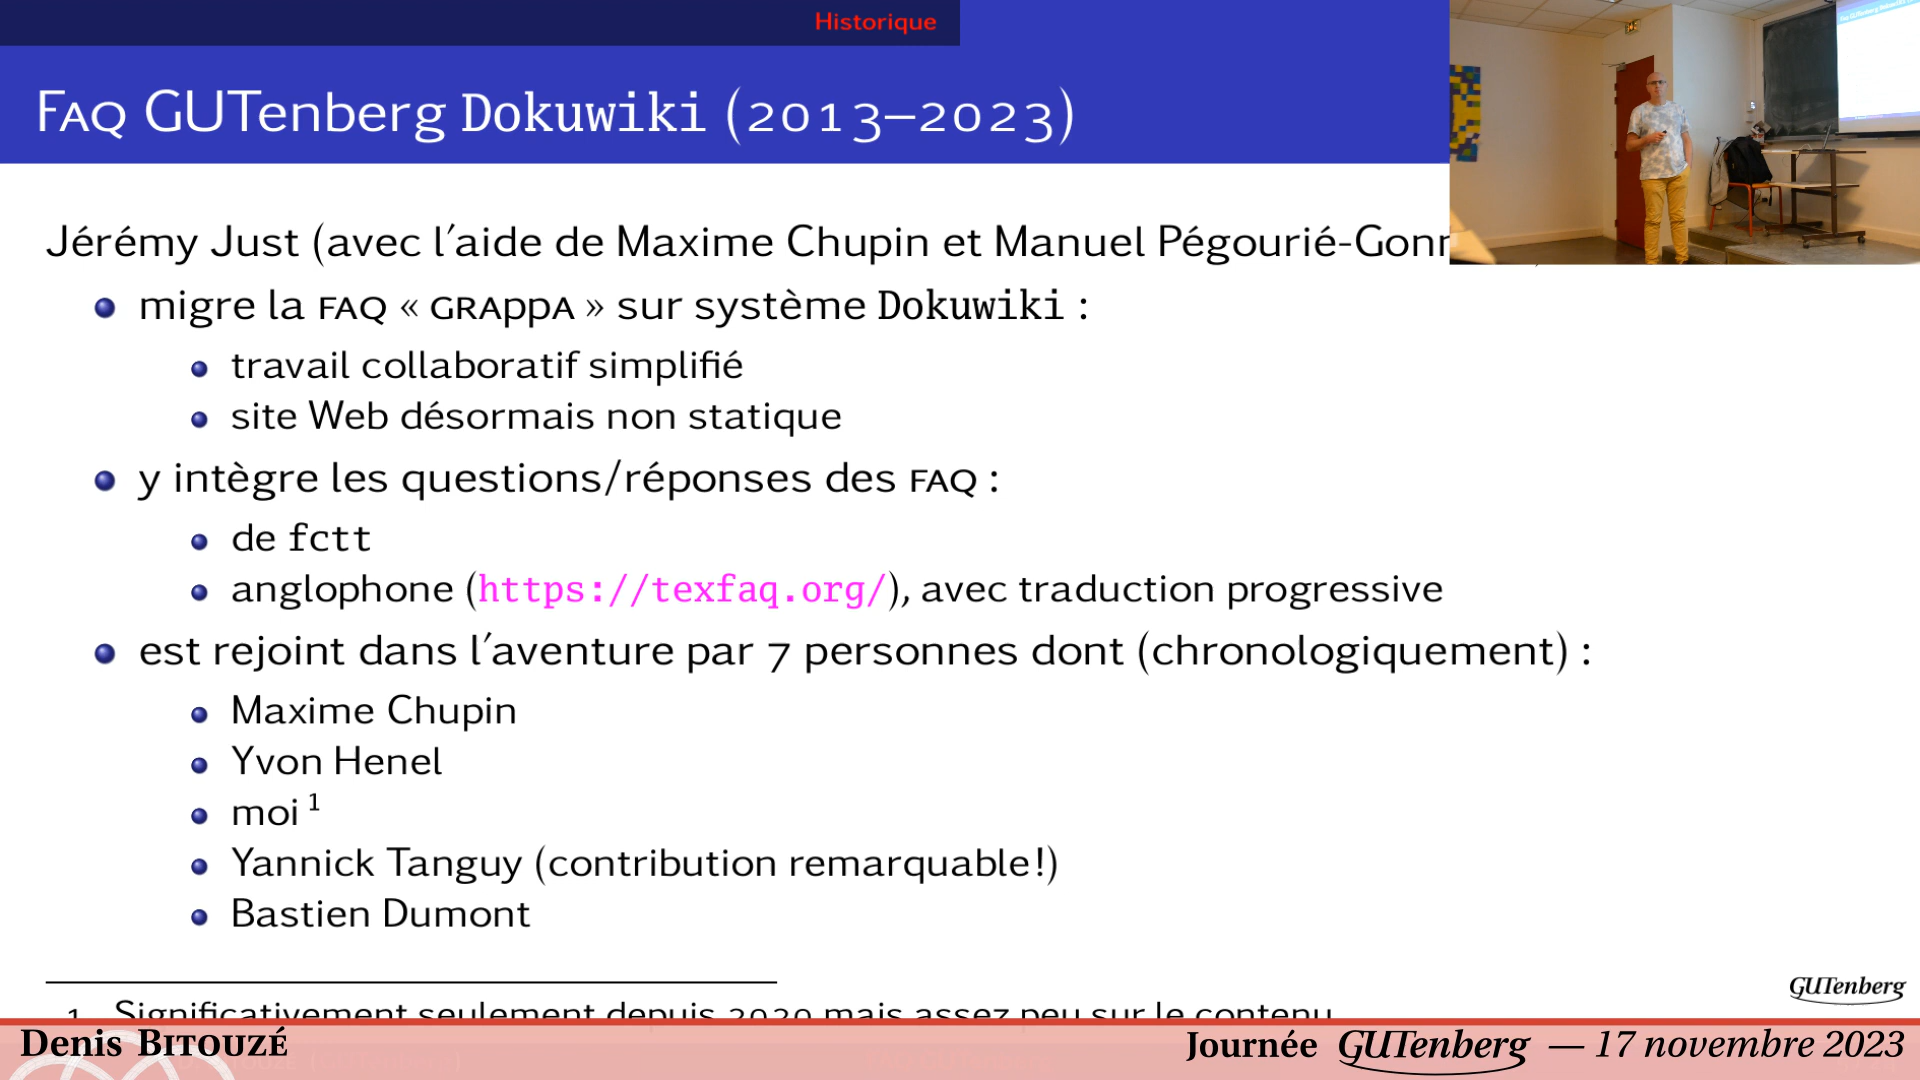 Historique
FAQ GUTenberg Dokuwiki (2013–2023)
Jérémy Just (avec l'aide de Maxime Chupin et Manuel
migre la FAQ « GRAppA » sur système Dokuwiki :
travail collaboratif simplifié
site Web désormais non statique
y intègre les questions/réponses des FAQ :
de fctt
anglophone (https://texfaq.org/), avec traduction progressive
est rejoint dans l'aventure par 7 personnes dont (chronologiquement) :
Maxime Chupin
Yvon Henel
moi 1
Yannick Tanguy (contribution remarquable!)
Bastien Dumont
GUTenberg
1. Significativement seulement depuis 2020 mais assez peu sur le contenu
Denis BITOUZÉ
Journée GUTenberg — 17 novembre 2023